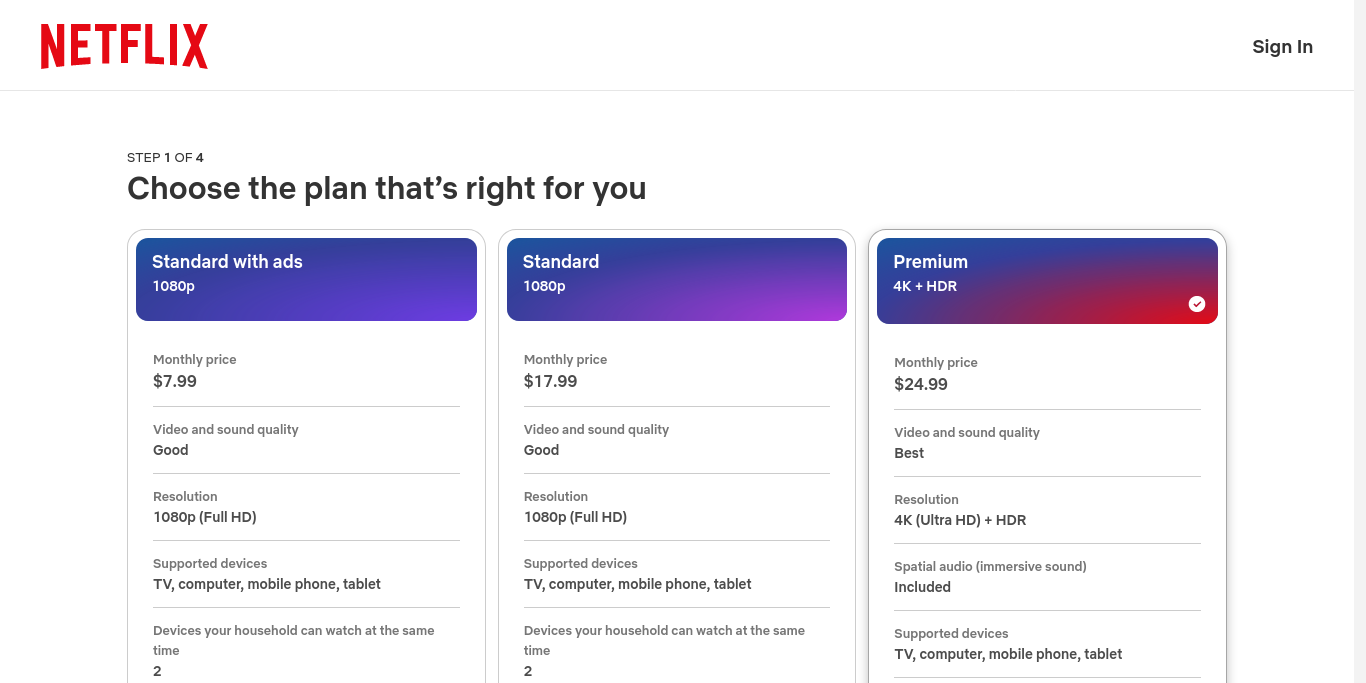 NETFLIX
Sign In
STEP 1 OF 4
Choose the plan that’s right for you
Standard with ads
1080p
Monthly price
$7.99
Video and sound quality
Good
Resolution
1080p (Full HD)
Supported devices
TV, computer, mobile phone, tablet
Devices your household can watch at the same
time
2
Standard
1080p
Monthly price
$17.99
Video and sound quality
Good
Resolution
1080p (Full HD)
Supported devices
TV, computer, mobile phone, tablet
Devices your household can watch at the same
time
2
Premium
4K + HDR
Monthly price
$24.99
Video and sound quality
Best
Resolution
4K (Ultra HD) + HDR
Spatial audio (immersive sound)
Included
Supported devices
TV, computer, mobile phone, tablet